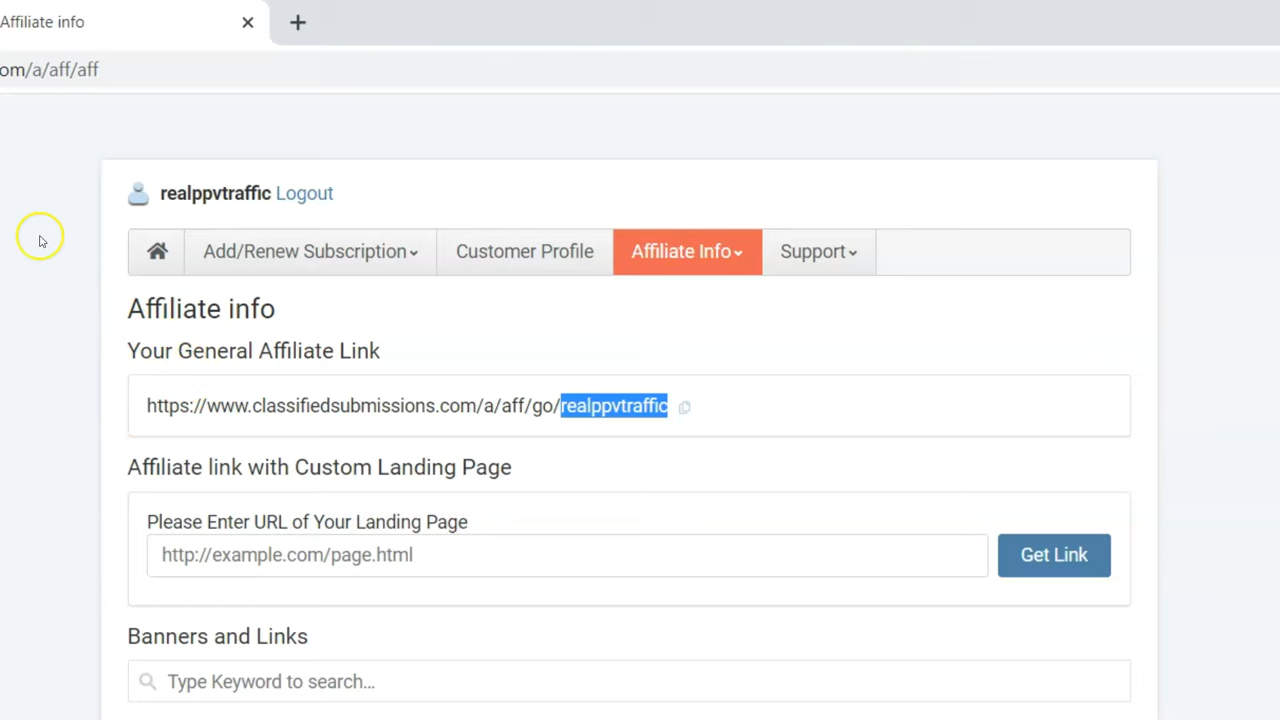 Affiliate info
om/a/aff/aff
realppvtraffic Logout
Add/Renew Subscription Customer Profile Affiliate Info Support
Affiliate info
Your General Affiliate Link
https://www.classifiedsubmissions.com/a/aff/go/realppvtraffic
Affiliate link with Custom Landing Page
Please Enter URL of Your Landing Page
http://example.com/page.html Get Link
Banners and Links
Type Keyword to search...